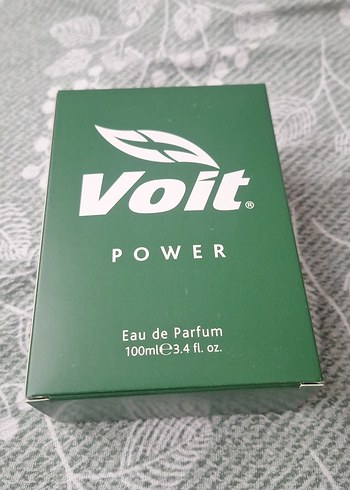 Voit®
POWER
Eau de Parfum
100ml℮3.4 fl. oz.